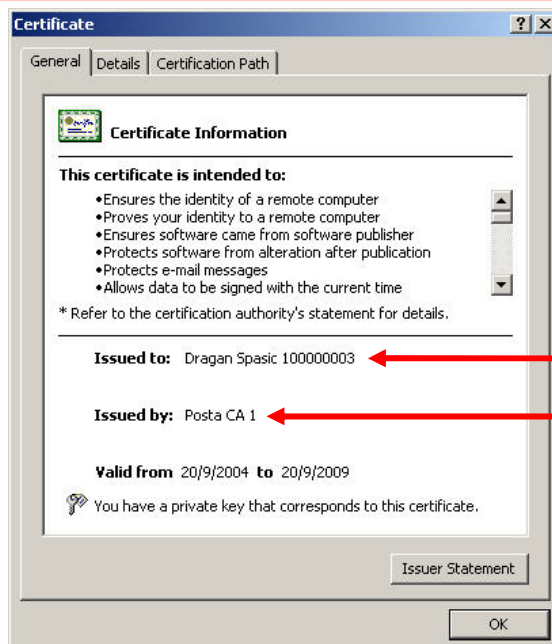 Certificate
General Details Certification Path
Certificate Information
This certificate is intended to:
•Ensures the identity of a remote computer
•Proves your identity to a remote computer
•Ensures software came from software publisher
•Protects software from alteration after publication
•Protects e-mail messages
•Allows data to be signed with the current time
* Refer to the certification authority's statement for details.
Issued to: Dragan Spasic 100000003
Issued by: Posta CA 1
Valid from 20/9/2004 to 20/9/2009
You have a private key that corresponds to this certificate.
Issuer Statement
OK